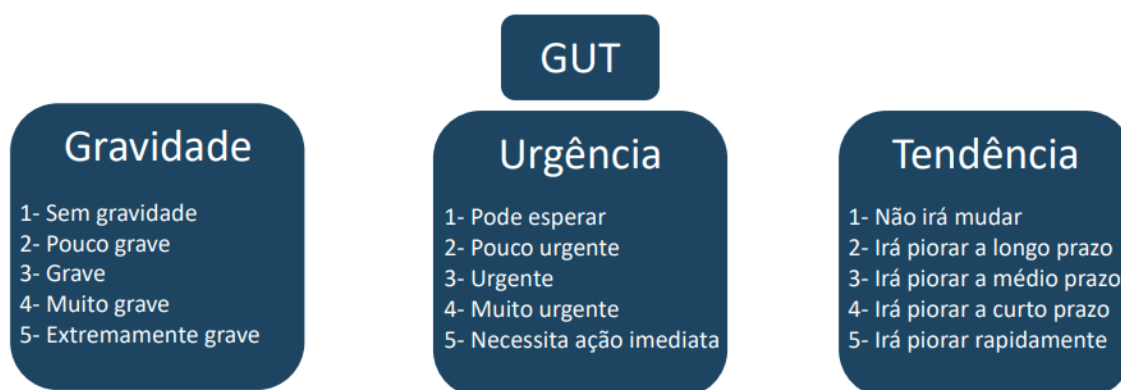 GUT
Gravidade
1- Sem gravidade
2- Pouco grave
3- Grave
4- Muito grave
5- Extremamente grave
Urgência
1- Pode esperar
2- Pouco urgente
3- Urgente
4- Muito urgente
5- Necessita ação imediata
Tendência
1- Não irá mudar
2- Irá piorar a longo prazo
3- Irá piorar a médio prazo
4- Irá piorar a curto prazo
5- Irá piorar rapidamente